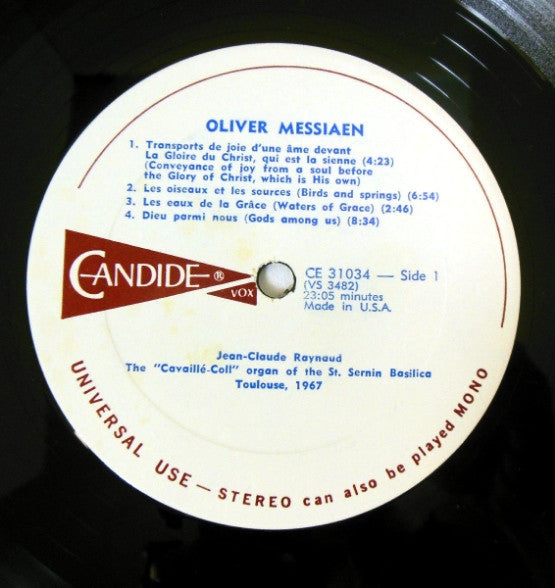 OLIVER MESSIAEN
1. Transports de joie d'une âme devant
La Gloire du Christ, qui est la sienne (4:23)
(Conveyance of joy from a soul before
the Glory of Christ, which is His own)
2. Les oiseaux et les sources (Birds and springs) (6:54)
3. Les eaux de la Grâce (Waters of Grace) (2:46)
4. Dieu parmi nous (Gods among us) (8:34)
CANDIDE ®
VOX
CE 31034 — Side 1
(VS 3482)
23:05 minutes
Made in U.S.A.
Jean-Claude Raynaud
The "Cavaillé-Coll" organ of the St. Sernin Basilica
Toulouse, 1967
UNIVERSAL USE — STEREO can also be played MONO